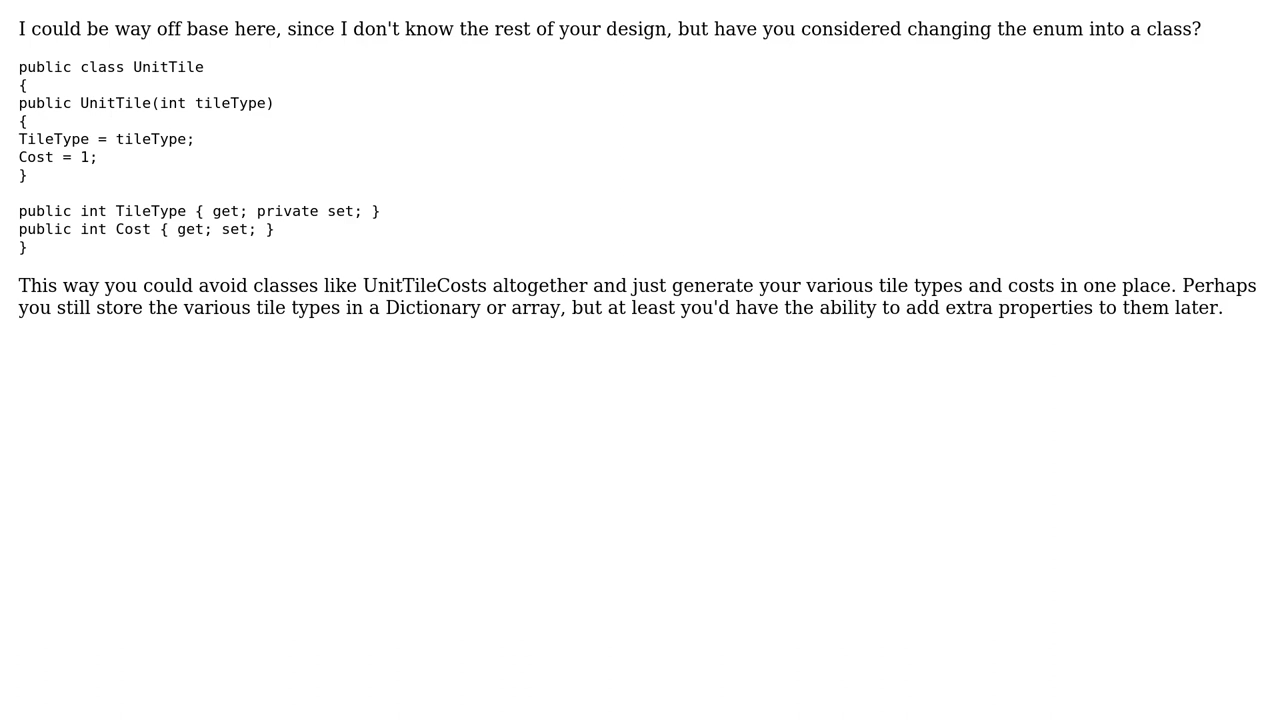 I could be way off base here, since I don't know the rest of your design, but have you considered changing the enum into a class?
public class UnitTile
{
public UnitTile(int tileType)
{
TileType = tileType;
Cost = 1;
}
public int TileType { get; private set; }
public int Cost { get; set; }
}
This way you could avoid classes like UnitTileCosts altogether and just generate your various tile types and costs in one place. Perhaps
you still store the various tile types in a Dictionary or array, but at least you'd have the ability to add extra properties to them later.